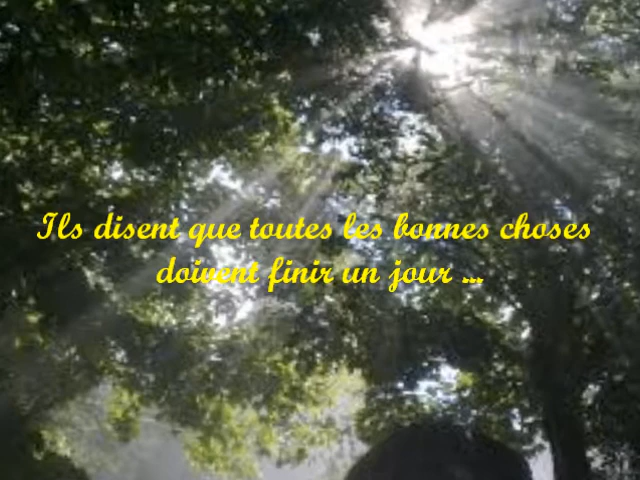 Ils disent que toutes les bonnes choses
doivent finir un jour ...